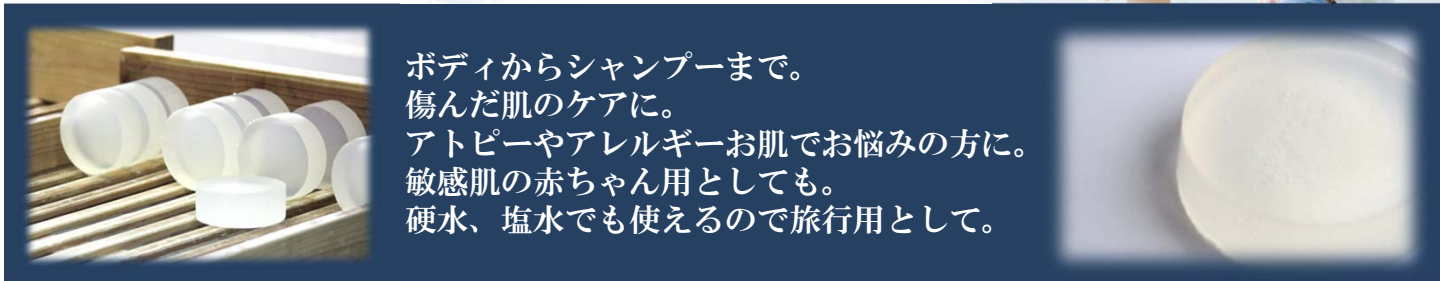 ボディからシャンプーまで。
傷んだ肌のケアに。
アトピーやアレルギーお肌でお悩みの方に。
敏感肌の赤ちゃん用としても。
硬水、塩水でも使えるので旅行用として。